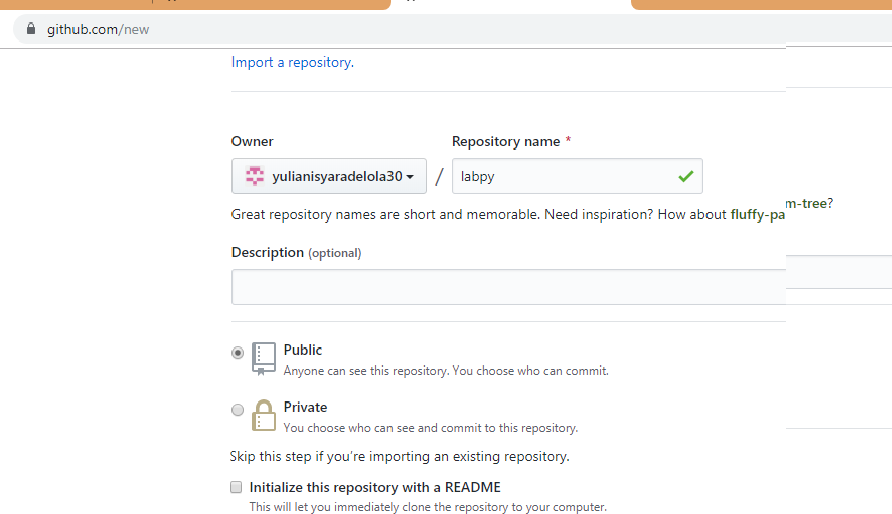 github.com/new
Import a repository.
Owner
Repository name *
yulianisyaradelola30 / labpy
Great repository names are short and memorable. Need inspiration? How about fluffy-pa
m-tree?
Description (optional)
Public
Anyone can see this repository. You choose who can commit.
Private
You choose who can see and commit to this repository.
Skip this step if you're importing an existing repository.
Initialize this repository with a README
This will let you immediately clone the repository to your computer.